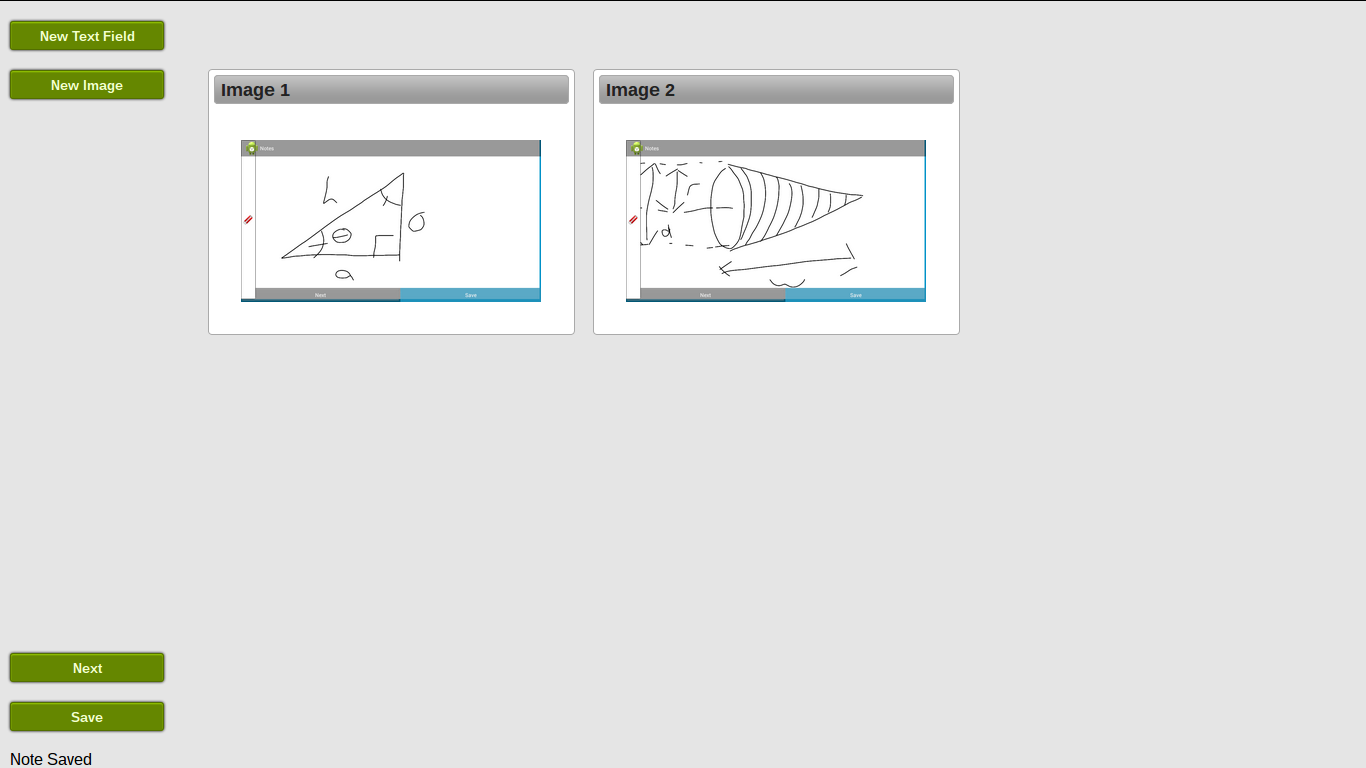 New Text Field
New Image
Image 1
Notes
h
θ
o
a
Next
Save
Image 2
Notes
r
d
Next
Save
Next
Save
Note Saved